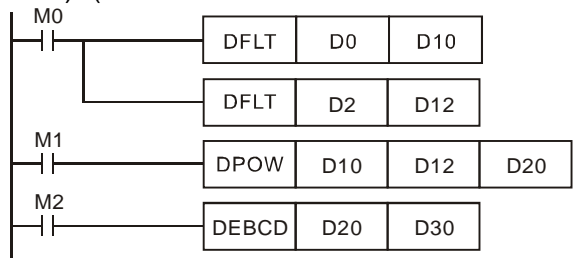 M0
DFLT D0 D10
DFLT D2 D12
M1
DPOW D10 D12 D20
M2
DEBCD D20 D30